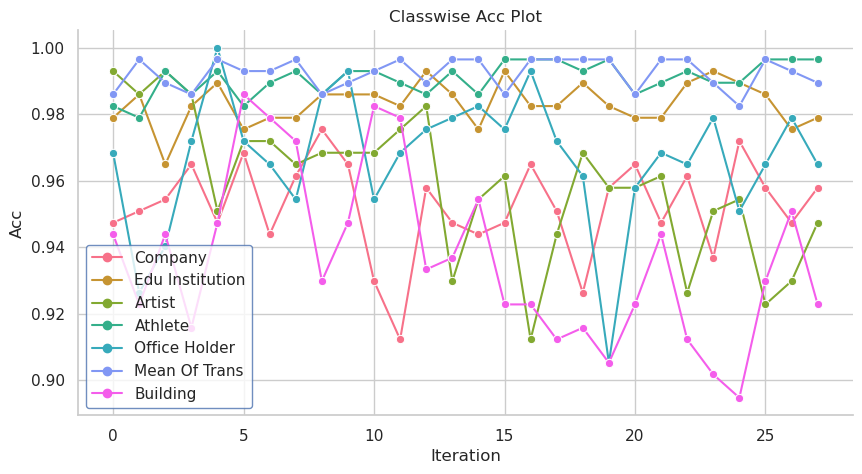 Classwise Acc Plot
1.00
0.98
0.96
0.94
0.92
0.90
Acc
Company
Edu Institution
Artist
Athlete
Office Holder
Mean Of Trans
Building
0 5 10 15 20 25
Iteration